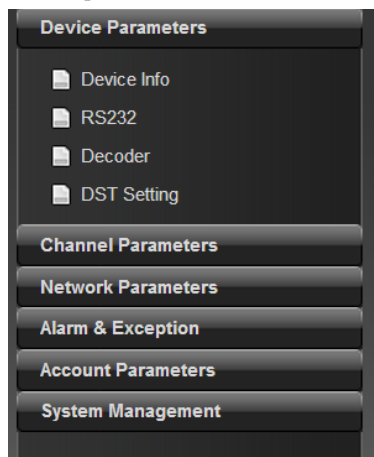 Device Parameters
Device Info
RS232
Decoder
DST Setting
Channel Parameters
Network Parameters
Alarm & Exception
Account Parameters
System Management